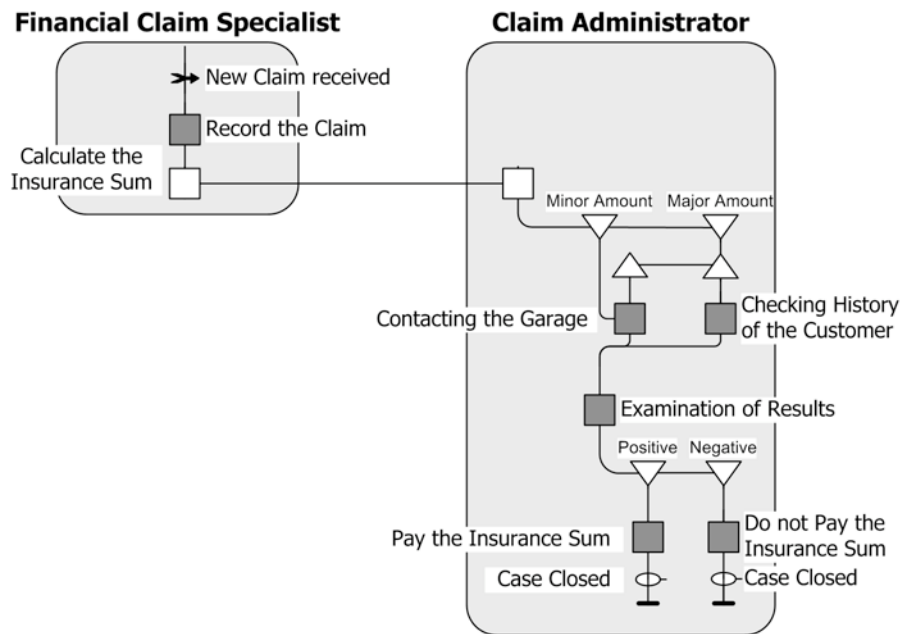 Financial Claim Specialist
Claim Administrator
New Claim received
Record the Claim
Calculate the
Insurance Sum
Minor Amount
Major Amount
Contacting the Garage
Checking History
of the Customer
Examination of Results
Positive
Negative
Pay the Insurance Sum
Do not Pay the
Insurance Sum
Case Closed
Case Closed